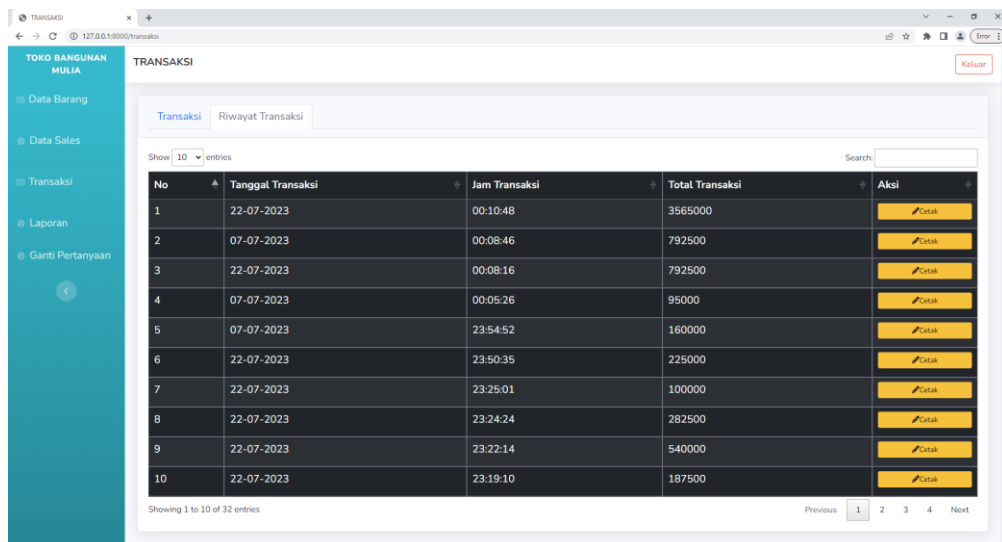 TRANSAKSI
127.0.0.1:8000/transaksi
Error
TOKO BANGUNAN
MULIA
TRANSAKSI
Keluar
Data Barang
Data Sales
Transaksi
Laporan
Ganti Pertanyaan
Transaksi Riwayat Transaksi
Show 10 entries Search:
No Tanggal Transaksi Jam Transaksi Total Transaksi Aksi
1 22-07-2023 00:10:48 3565000 Cetak
2 07-07-2023 00:08:46 792500 Cetak
3 22-07-2023 00:08:16 792500 Cetak
4 07-07-2023 00:05:26 95000 Cetak
5 07-07-2023 23:54:52 160000 Cetak
6 22-07-2023 23:50:35 225000 Cetak
7 22-07-2023 23:25:01 100000 Cetak
8 22-07-2023 23:24:24 282500 Cetak
9 22-07-2023 23:22:14 540000 Cetak
10 22-07-2023 23:19:10 187500 Cetak
Showing 1 to 10 of 32 entries Previous 1 2 3 4 Next